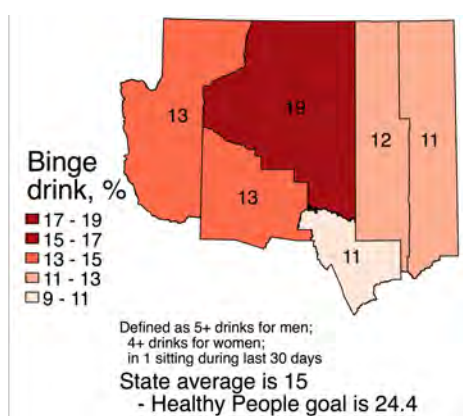 13
19
12
11
13
11
Binge
drink, %
17 - 19
15 - 17
13 - 15
11 - 13
9 - 11
Defined as 5+ drinks for men;
4+ drinks for women;
in 1 sitting during last 30 days
State average is 15
- Healthy People goal is 24.4